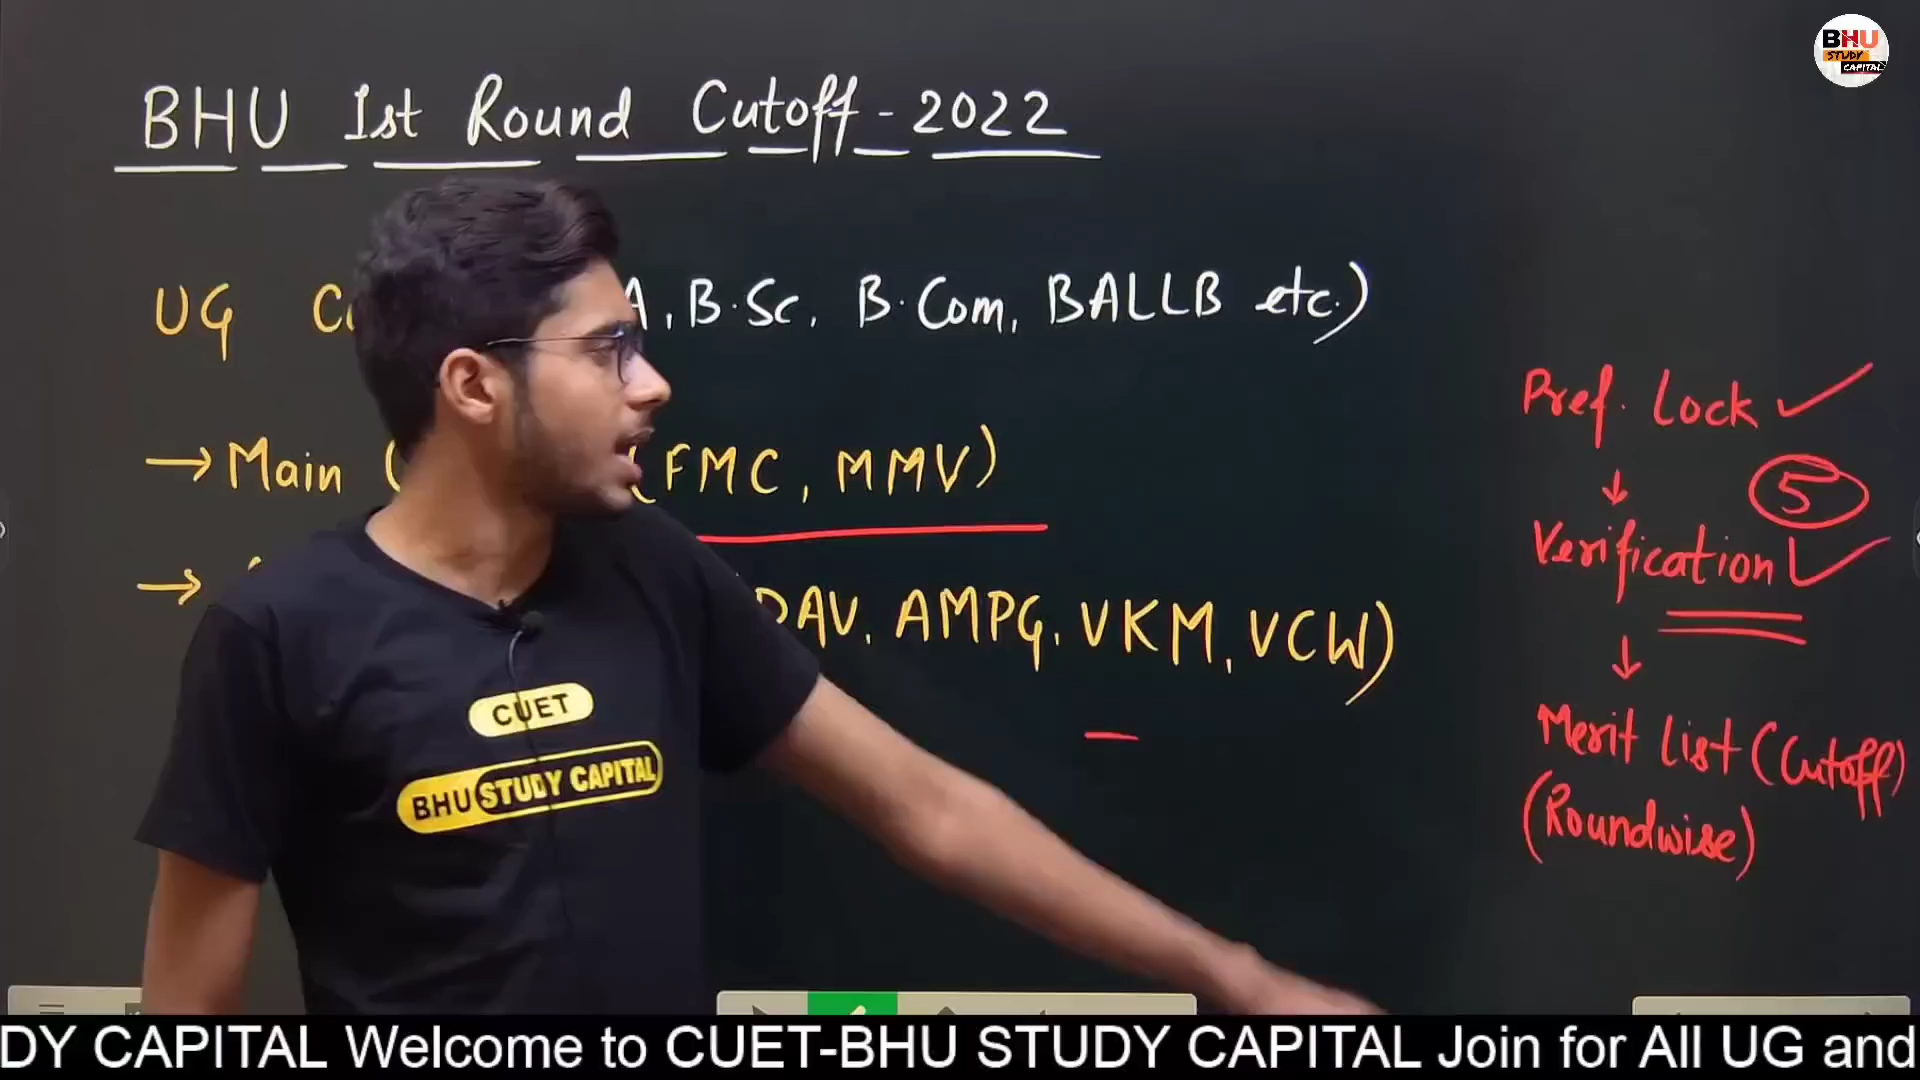 BHU
STUDY
CAPITAL
BHU Ist Round Cutoff - 2022
UG A, B.Sc, B.Com, BALLB etc.)
→ Main (FMC, MMV)
→ DAV, AMPG, VKM, VCW)
Pref. Lock ✓
↓
5
Verification ✓
↓
Merit List (Cutoff)
(Roundwise)
CUET
BHU STUDY CAPITAL
DY CAPITAL Welcome to CUET-BHU STUDY CAPITAL Join for All UG and